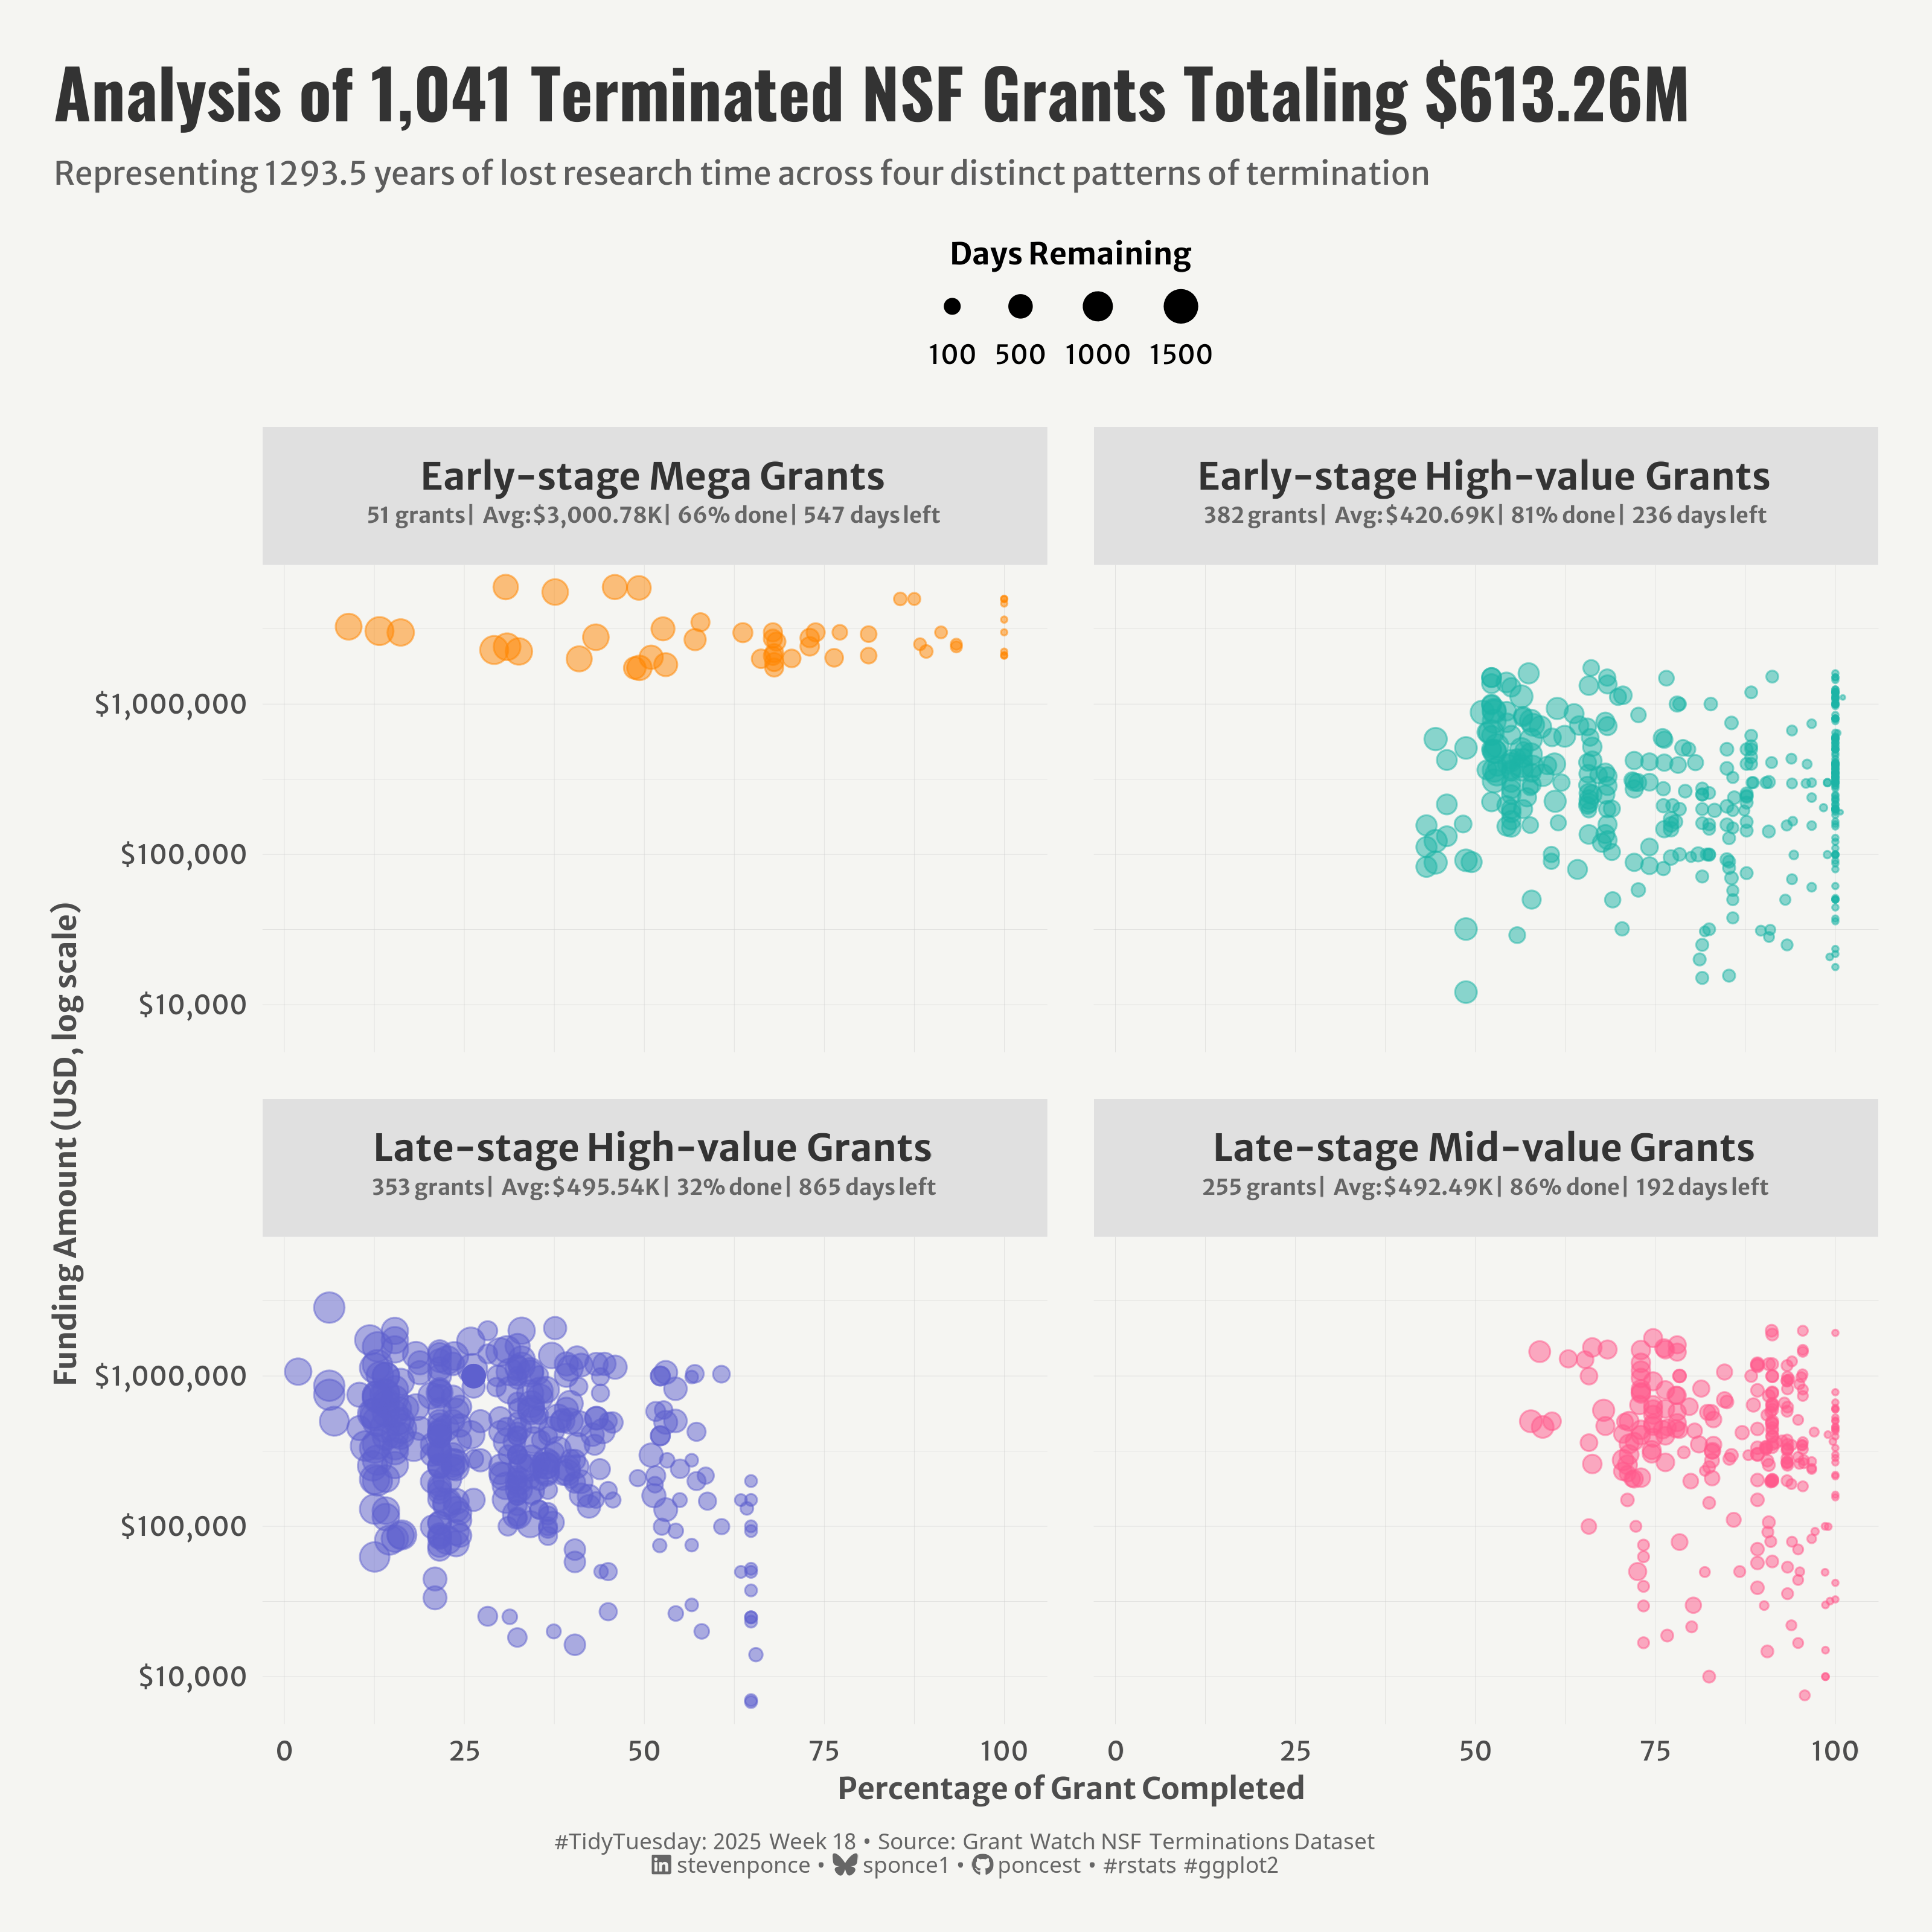 Analysis of 1,041 Terminated NSF Grants Totaling $613.26M
Representing 1293.5 years of lost research time across four distinct patterns of termination
Days Remaining
100 500 1000 1500
Early-stage Mega Grants
51 grants| Avg:$3,000.78K| 66% done| 547 days left
Early-stage High-value Grants
382 grants| Avg:$420.69K| 81% done| 236 days left
$1,000,000
$100,000
$10,000
Late-stage High-value Grants
353 grants| Avg:$495.54K| 32% done| 865 days left
Late-stage Mid-value Grants
255 grants| Avg:$492.49K| 86% done| 192 days left
$1,000,000
$100,000
$10,000
Funding Amount (USD, log scale)
0 25 50 75 100
0 25 50 75 100
Percentage of Grant Completed
#TidyTuesday: 2025 Week 18 • Source: Grant Watch NSF Terminations Dataset
stevenponce • sponce1 • poncest • #rstats #ggplot2